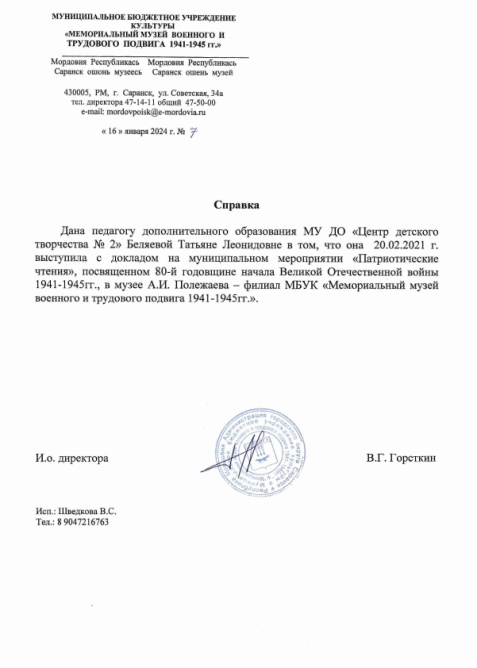 МУНИЦИПАЛЬНОЕ БЮДЖЕТНОЕ УЧРЕЖДЕНИЕ
КУЛЬТУРЫ
«МЕМОРИАЛЬНЫЙ МУЗЕЙ ВОЕННОГО И
ТРУДОВОГО ПОДВИГА 1941-1945 гг.»
Мордовия Республикась Мордовия Республикась
Саранск ошонь музеесь Саранск ошень музей
430005, РМ, г. Саранск, ул. Советская, 34а
тел. директора 47-14-11 общий 47-50-00
e-mail: mordovpoisk@e-mordovia.ru
« 16 » января 2024 г. № 7
Справка
Дана педагогу дополнительного образования МУ ДО «Центр детского
творчества № 2» Беляевой Татьяне Леонидовне в том, что она 20.02.2021 г.
выступила с докладом на муниципальном мероприятии «Патриотические
чтения», посвященном 80-й годовщине начала Великой Отечественной войны
1941-1945гг., в музее А.И. Полежаева – филиал МБУК «Мемориальный музей
военного и трудового подвига 1941-1945гг.».
И.о. директора В.Г. Горсткин
Исп.: Шведкова В.С.
Тел.: 8 9047216763